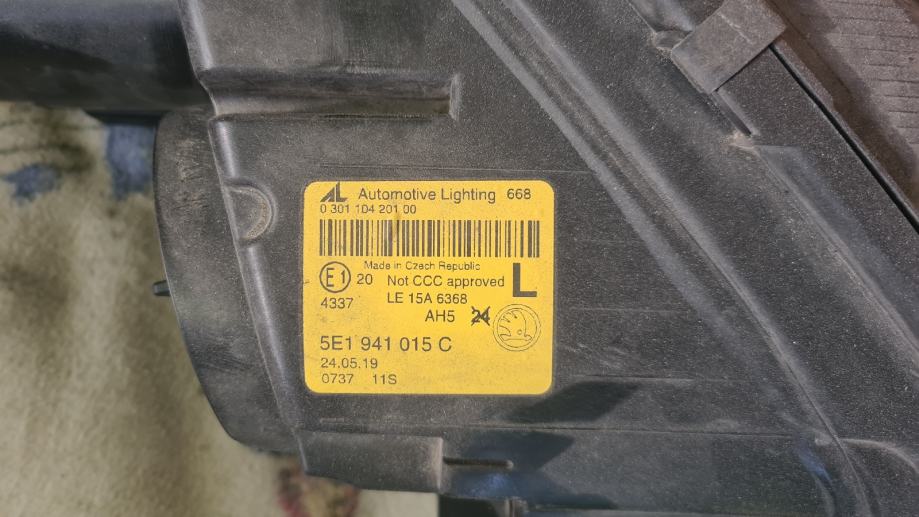 AL Automotive Lighting 668
0 301 104 201 00
Made in Czech Republic
E1 20 Not CCC approved L
4337 LE 15A 6368
AH5 24
5E1 941 015 C
24.05.19
0737 11S